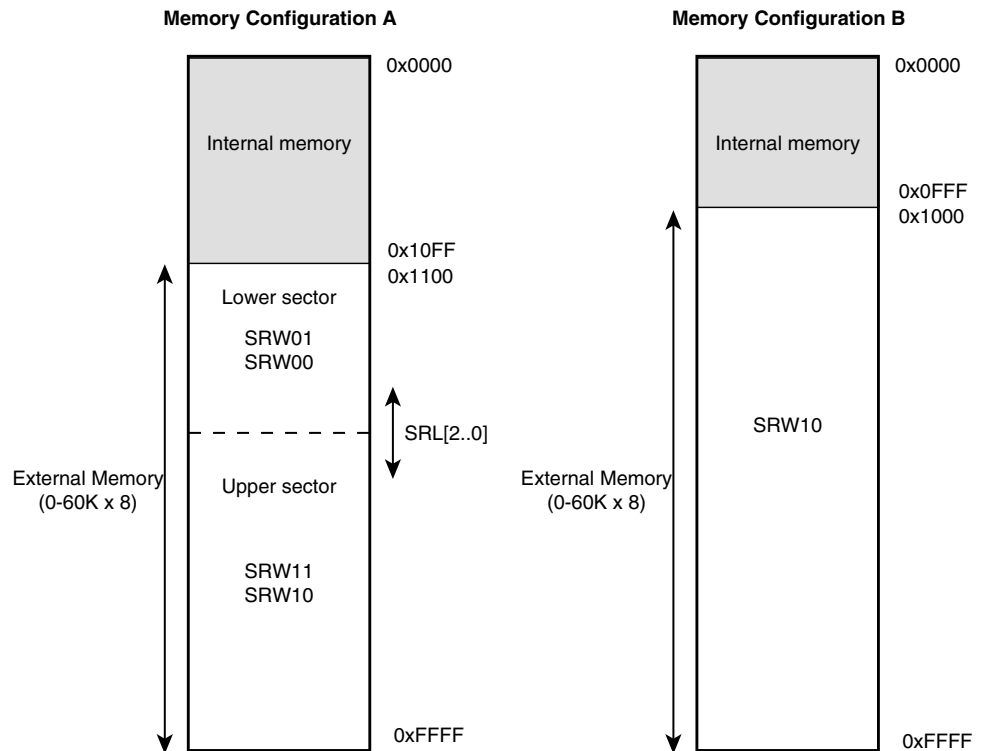 Memory Configuration A
0x0000
Internal memory
0x10FF
0x1100
Lower sector
SRW01
SRW00
SRL[2..0]
External Memory
(0-60K x 8)
Upper sector
SRW11
SRW10
0xFFFF
Memory Configuration B
0x0000
Internal memory
0x0FFF
0x1000
SRW10
External Memory
(0-60K x 8)
0xFFFF